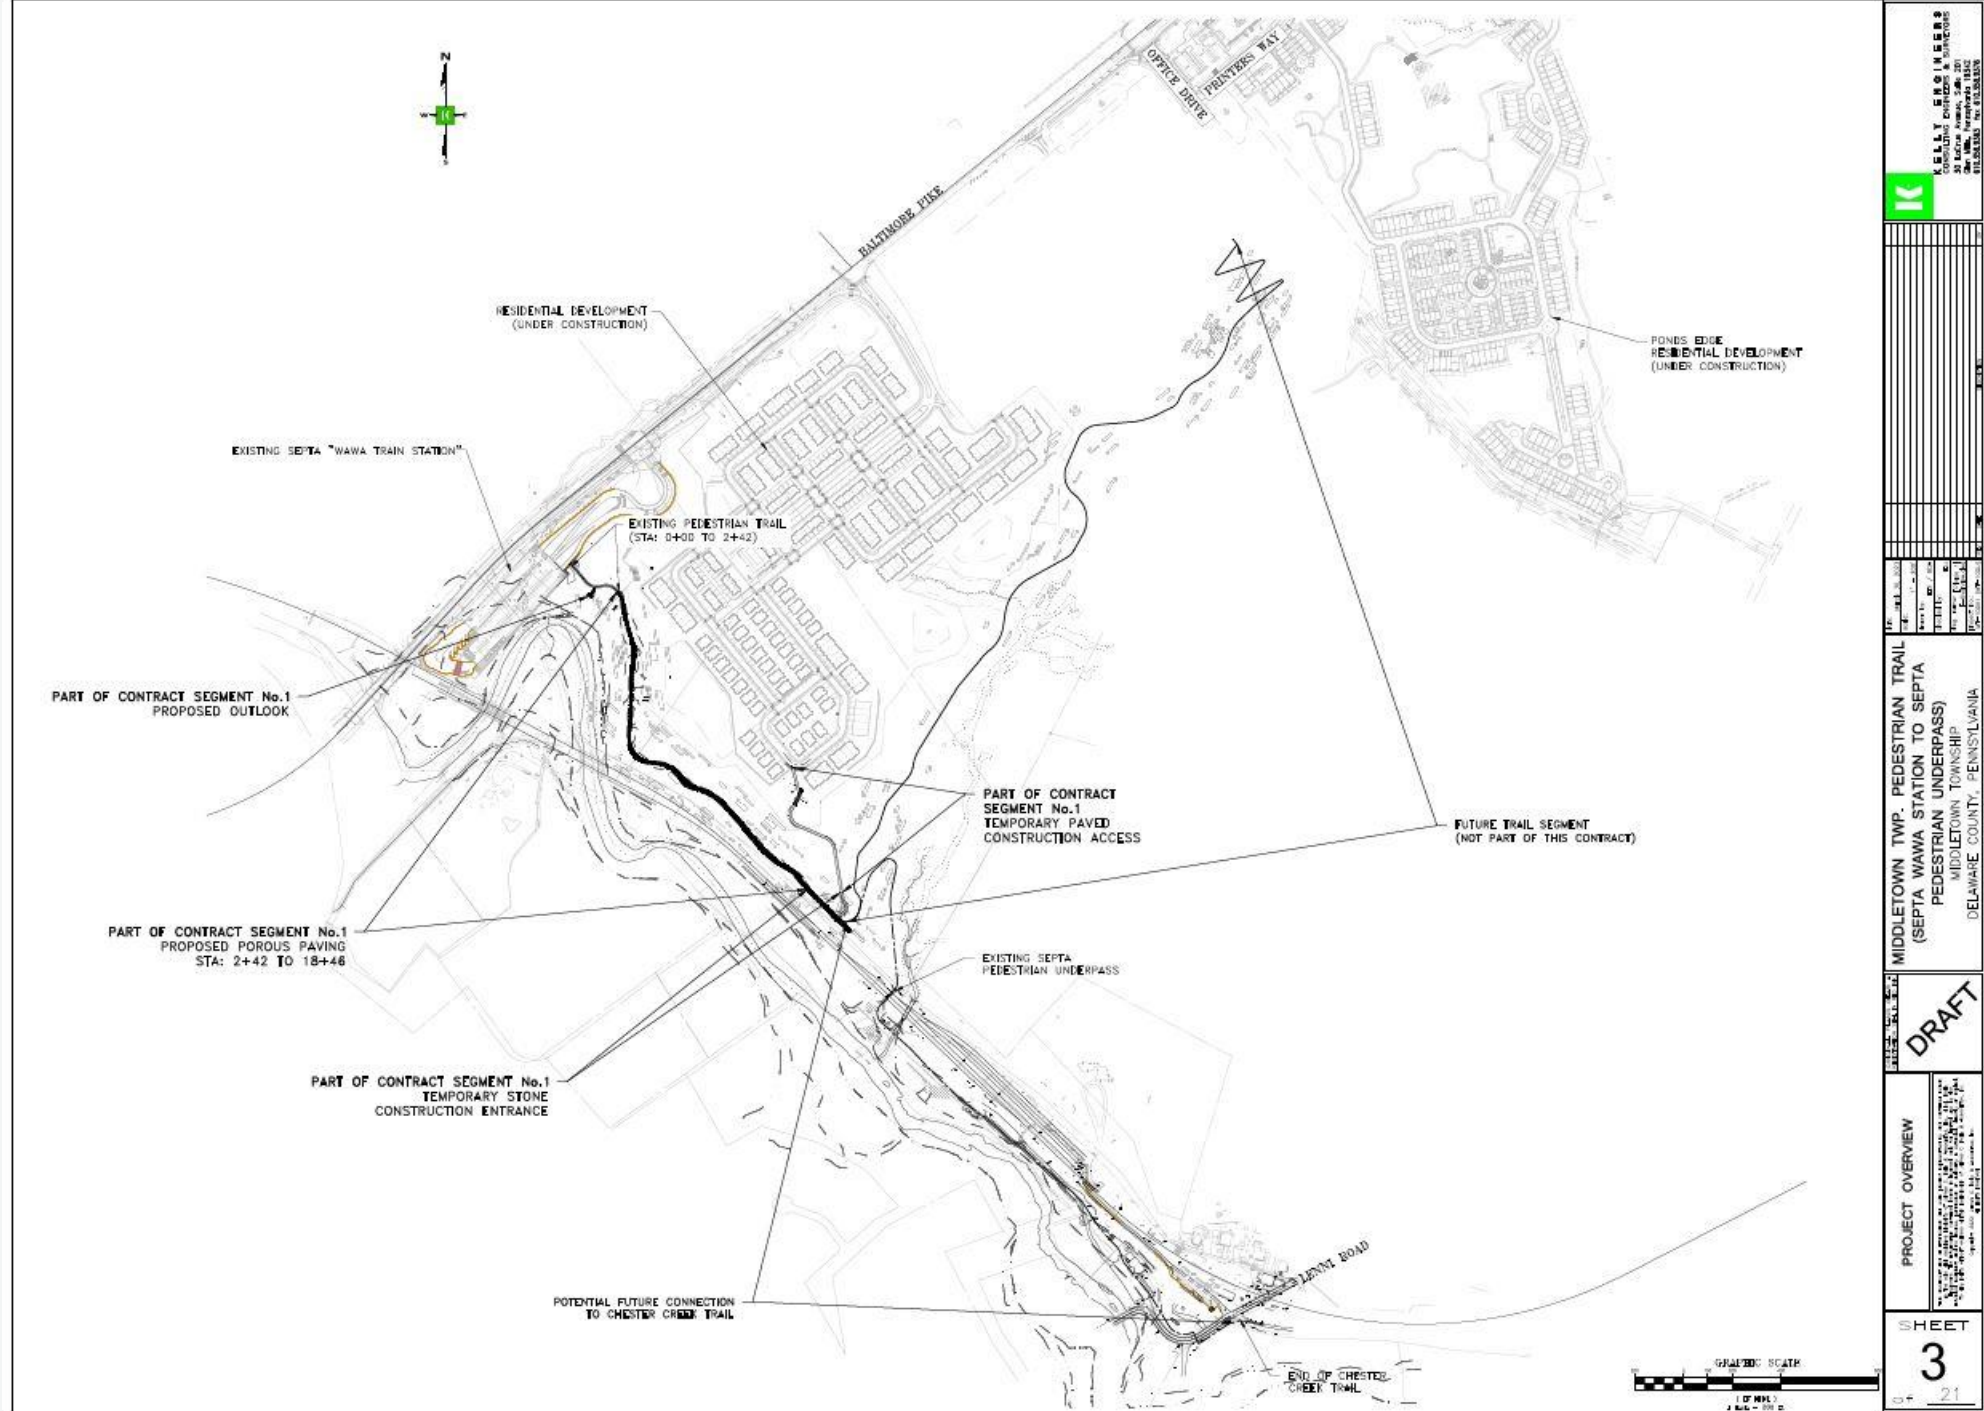 N
W
E
S
OFFICE DRIVE
PRINTERS WAY
BALTIMORE PIKE
RESIDENTIAL DEVELOPMENT
(UNDER CONSTRUCTION)
PONDS EDGE
RESIDENTIAL DEVELOPMENT
(UNDER CONSTRUCTION)
EXISTING SEPTA "WAWA TRAIN STATION"
EXISTING PEDESTRIAN TRAIL
(STA: 0+00 TO 2+42)
PART OF CONTRACT SEGMENT No.1
PROPOSED OUTLOOK
PART OF CONTRACT
SEGMENT No.1
TEMPORARY PAVED
CONSTRUCTION ACCESS
FUTURE TRAIL SEGMENT
(NOT PART OF THIS CONTRACT)
PART OF CONTRACT SEGMENT No.1
PROPOSED POROUS PAVING
STA: 2+42 TO 18+46
EXISTING SEPTA
PEDESTRIAN UNDERPASS
PART OF CONTRACT SEGMENT No.1
TEMPORARY STONE
CONSTRUCTION ENTRANCE
LENNI ROAD
POTENTIAL FUTURE CONNECTION
TO CHESTER CREEK TRAIL
END OF CHESTER
CREEK TRAIL
GRAPHIC SCALE
K
KELLY ENGINEERS
CONSULTING ENGINEERS & SURVEYORS
MIDDLETOWN TWP. PEDESTRIAN TRAIL
(SEPTA WAWA STATION TO SEPTA
PEDESTRIAN UNDERPASS)
MIDDLETOWN TOWNSHIP
DELAWARE COUNTY, PENNSYLVANIA
DRAFT
PROJECT OVERVIEW
SHEET
3
of 21